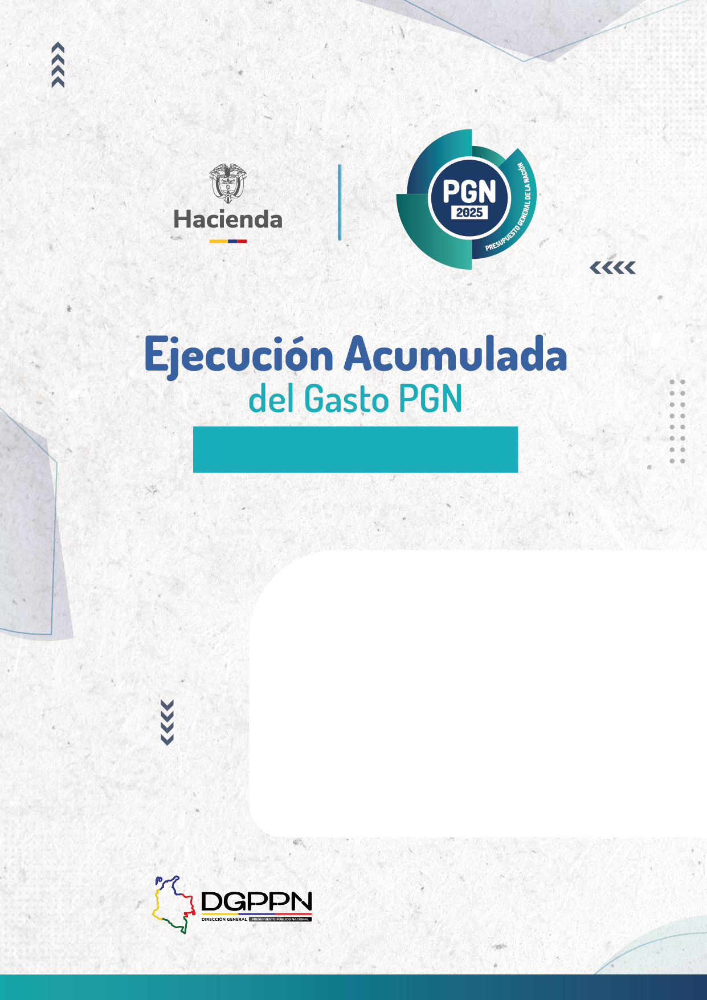 Hacienda
PGN
2025
PRESUPUESTO GENERAL DE LA NACIÓN
Ejecución Acumulada
del Gasto PGN
DGPPN
DIRECCIÓN GENERAL PRESUPUESTO PÚBLICO NACIONAL